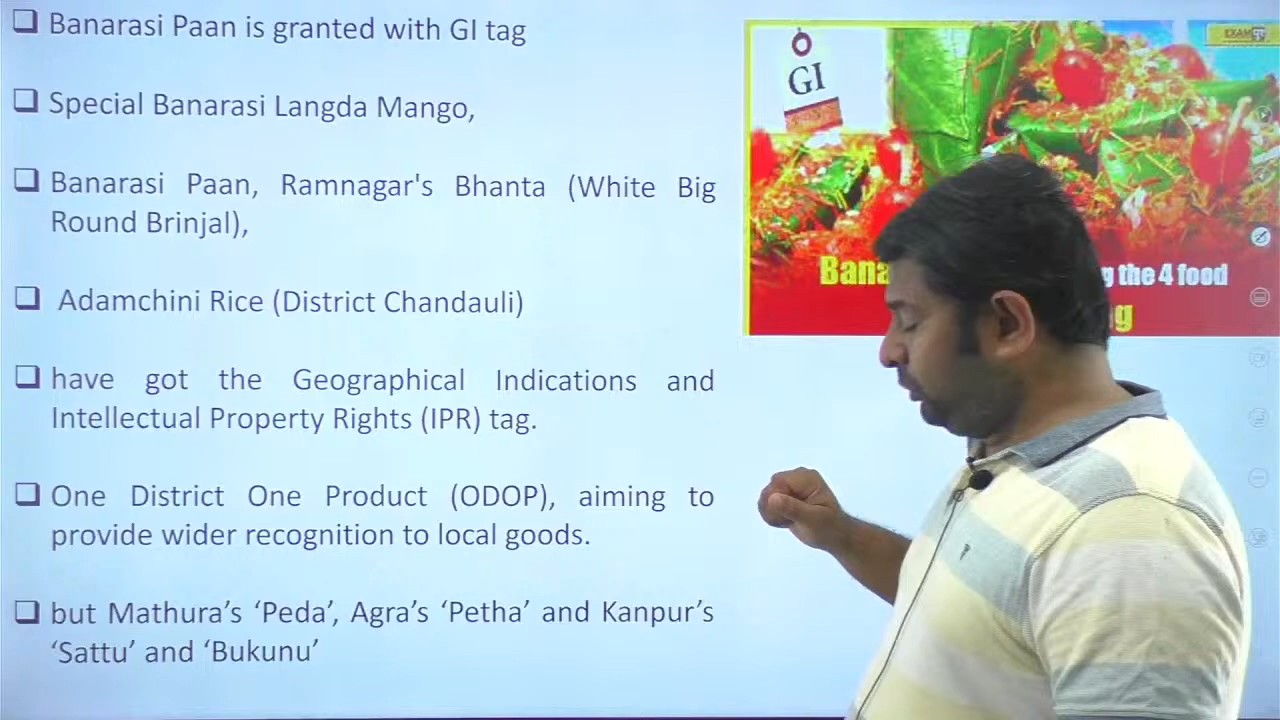 Banarasi Paan is granted with GI tag
Special Banarasi Langda Mango,
Banarasi Paan, Ramnagar's Bhanta (White Big
Round Brinjal),
Adamchini Rice (District Chandauli)
have got the Geographical Indications and
Intellectual Property Rights (IPR) tag.
One District One Product (ODOP), aiming to
provide wider recognition to local goods.
but Mathura’s ‘Peda’, Agra’s ‘Petha’ and Kanpur’s
‘Sattu’ and ‘Bukunu’
EXAM
GI
the 4 food